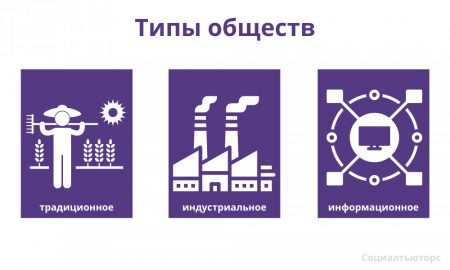 Типы обществ
традиционное
индустриальное
информационное
Социалтьюторс